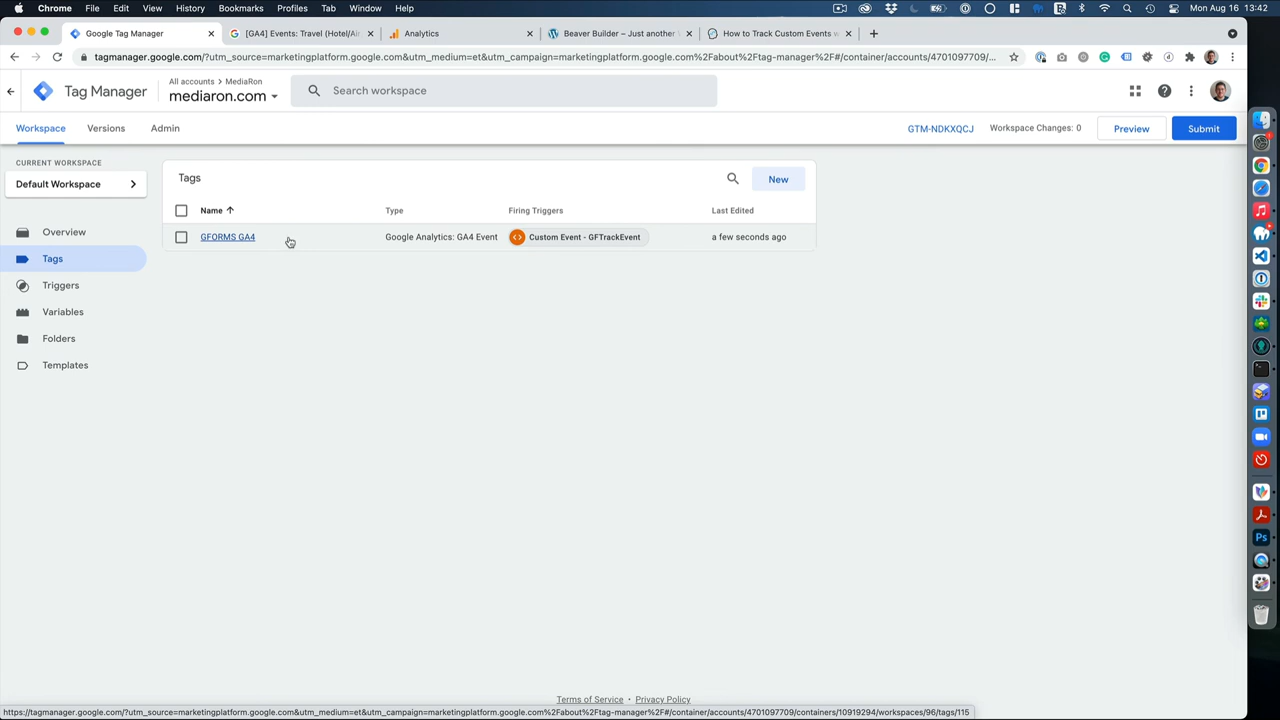 Chrome File Edit View History Bookmarks Profiles Tab Window Help Mon Aug 16 13:42
Google Tag Manager [GA4] Events: Travel (Hotel/Air Analytics Beaver Builder – Just another How to Track Custom Events w
tagmanager.google.com/?utm_source=marketingplatform.google.com&utm_medium=et&utm_campaign=marketingplatform.google.com%2Fabout%2Ftag-manager%2F#/container/accounts/4701097709/...
All accounts > MediaRon
Tag Manager mediaron.com Search workspace
Workspace Versions Admin GTM-NDKXQCJ Workspace Changes: 0 Preview Submit
CURRENT WORKSPACE
Default Workspace
Overview
Tags
Triggers
Variables
Folders
Templates
Tags New
Name Type Firing Triggers Last Edited
GFORMS GA4 Google Analytics: GA4 Event Custom Event - GFTrackEvent a few seconds ago
Terms of Service • Privacy Policy
https://tagmanager.google.com/?utm_source=marketingplatform.google.com&utm_medium=et&utm_campaign=marketingplatform.google.com%2Fabout%2Ftag-manager%2F#/container/accounts/4701097709/containers/10919294/workspaces/96/tags/115
Ps